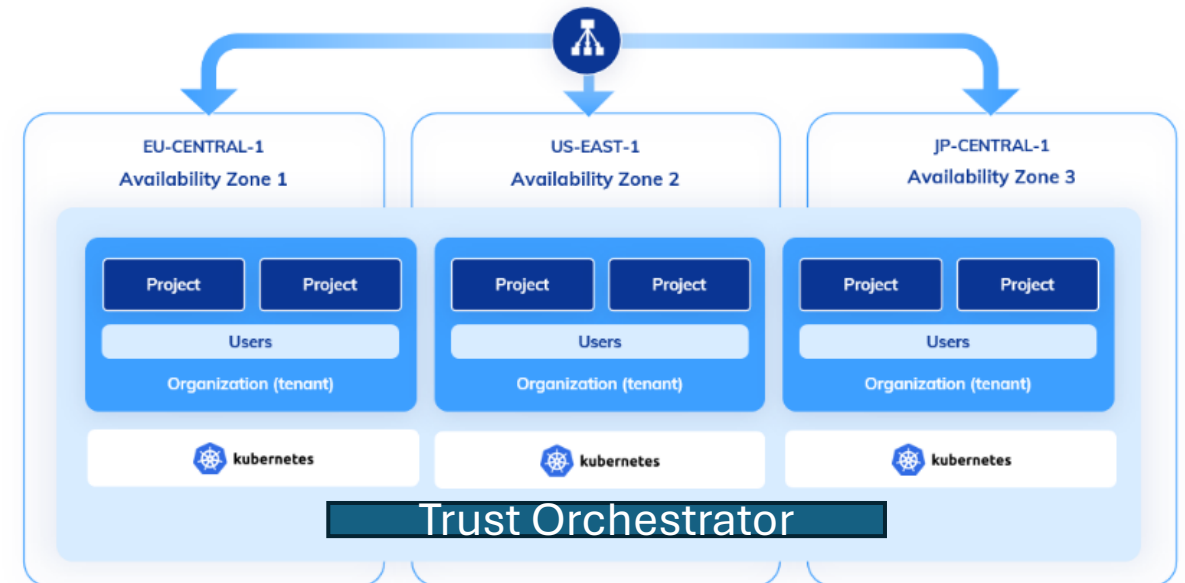 EU-CENTRAL-1
Availability Zone 1
US-EAST-1
Availability Zone 2
JP-CENTRAL-1
Availability Zone 3
Project
Project
Users
Organization (tenant)
Project
Project
Users
Organization (tenant)
Project
Project
Users
Organization (tenant)
kubernetes
kubernetes
kubernetes
Trust Orchestrator